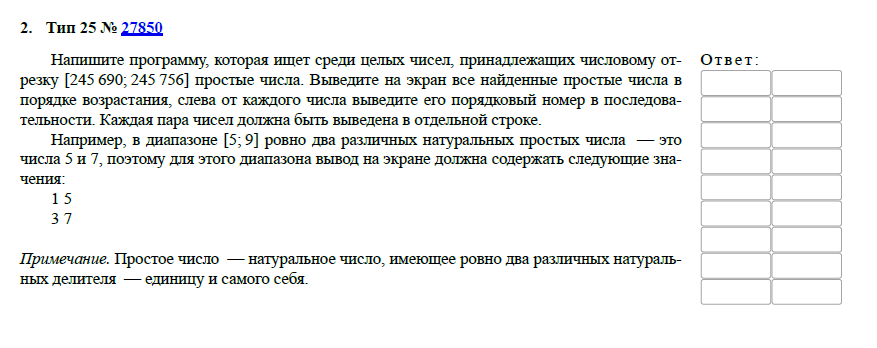 2. Тип 25 № 27850
Напишите программу, которая ищет среди целых чисел, принадлежащих числовому от-
резку [245 690; 245 756] простые числа. Выведите на экран все найденные простые числа в
порядке возрастания, слева от каждого числа выведите его порядковый номер в последова-
тельности. Каждая пара чисел должна быть выведена в отдельной строке.
Например, в диапазоне [5; 9] ровно два различных натуральных простых числа — это
числа 5 и 7, поэтому для этого диапазона вывод на экране должна содержать следующие зна-
чения:
1 5
3 7
Примечание. Простое число — натуральное число, имеющее ровно два различных натураль-
ных делителя — единицу и самого себя.
Ответ: